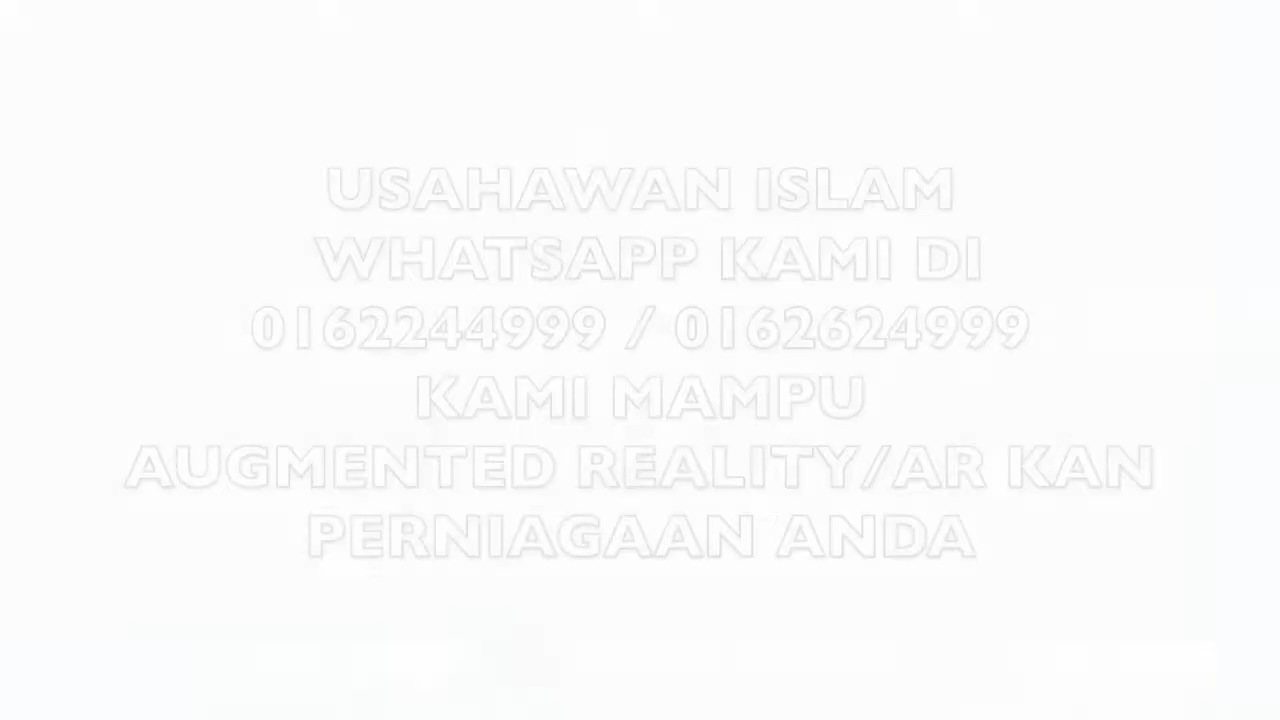 USAHAWAN ISLAM
WHATSAPP KAMI DI
0162244999 / 0162624999
KAMI MAMPU
AUGMENTED REALITY/AR KAN
PERNIAGAAN ANDA